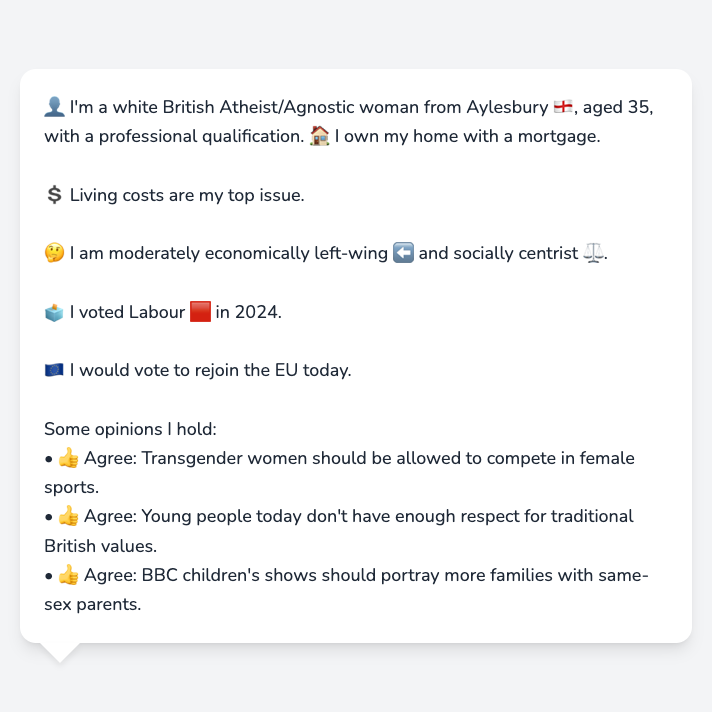 👤 I'm a white British Atheist/Agnostic woman from Aylesbury 🏴󠁧󠁢󠁥󠁮󠁧󠁿, aged 35,
with a professional qualification. 🏠 I own my home with a mortgage.
💲 Living costs are my top issue.
🤔 I am moderately economically left-wing ⬅️ and socially centrist ⚖️.
🗳️ I voted Labour 🟥 in 2024.
🇪🇺 I would vote to rejoin the EU today.
Some opinions I hold:
• 👍 Agree: Transgender women should be allowed to compete in female
sports.
• 👍 Agree: Young people today don't have enough respect for traditional
British values.
• 👍 Agree: BBC children's shows should portray more families with same-
sex parents.